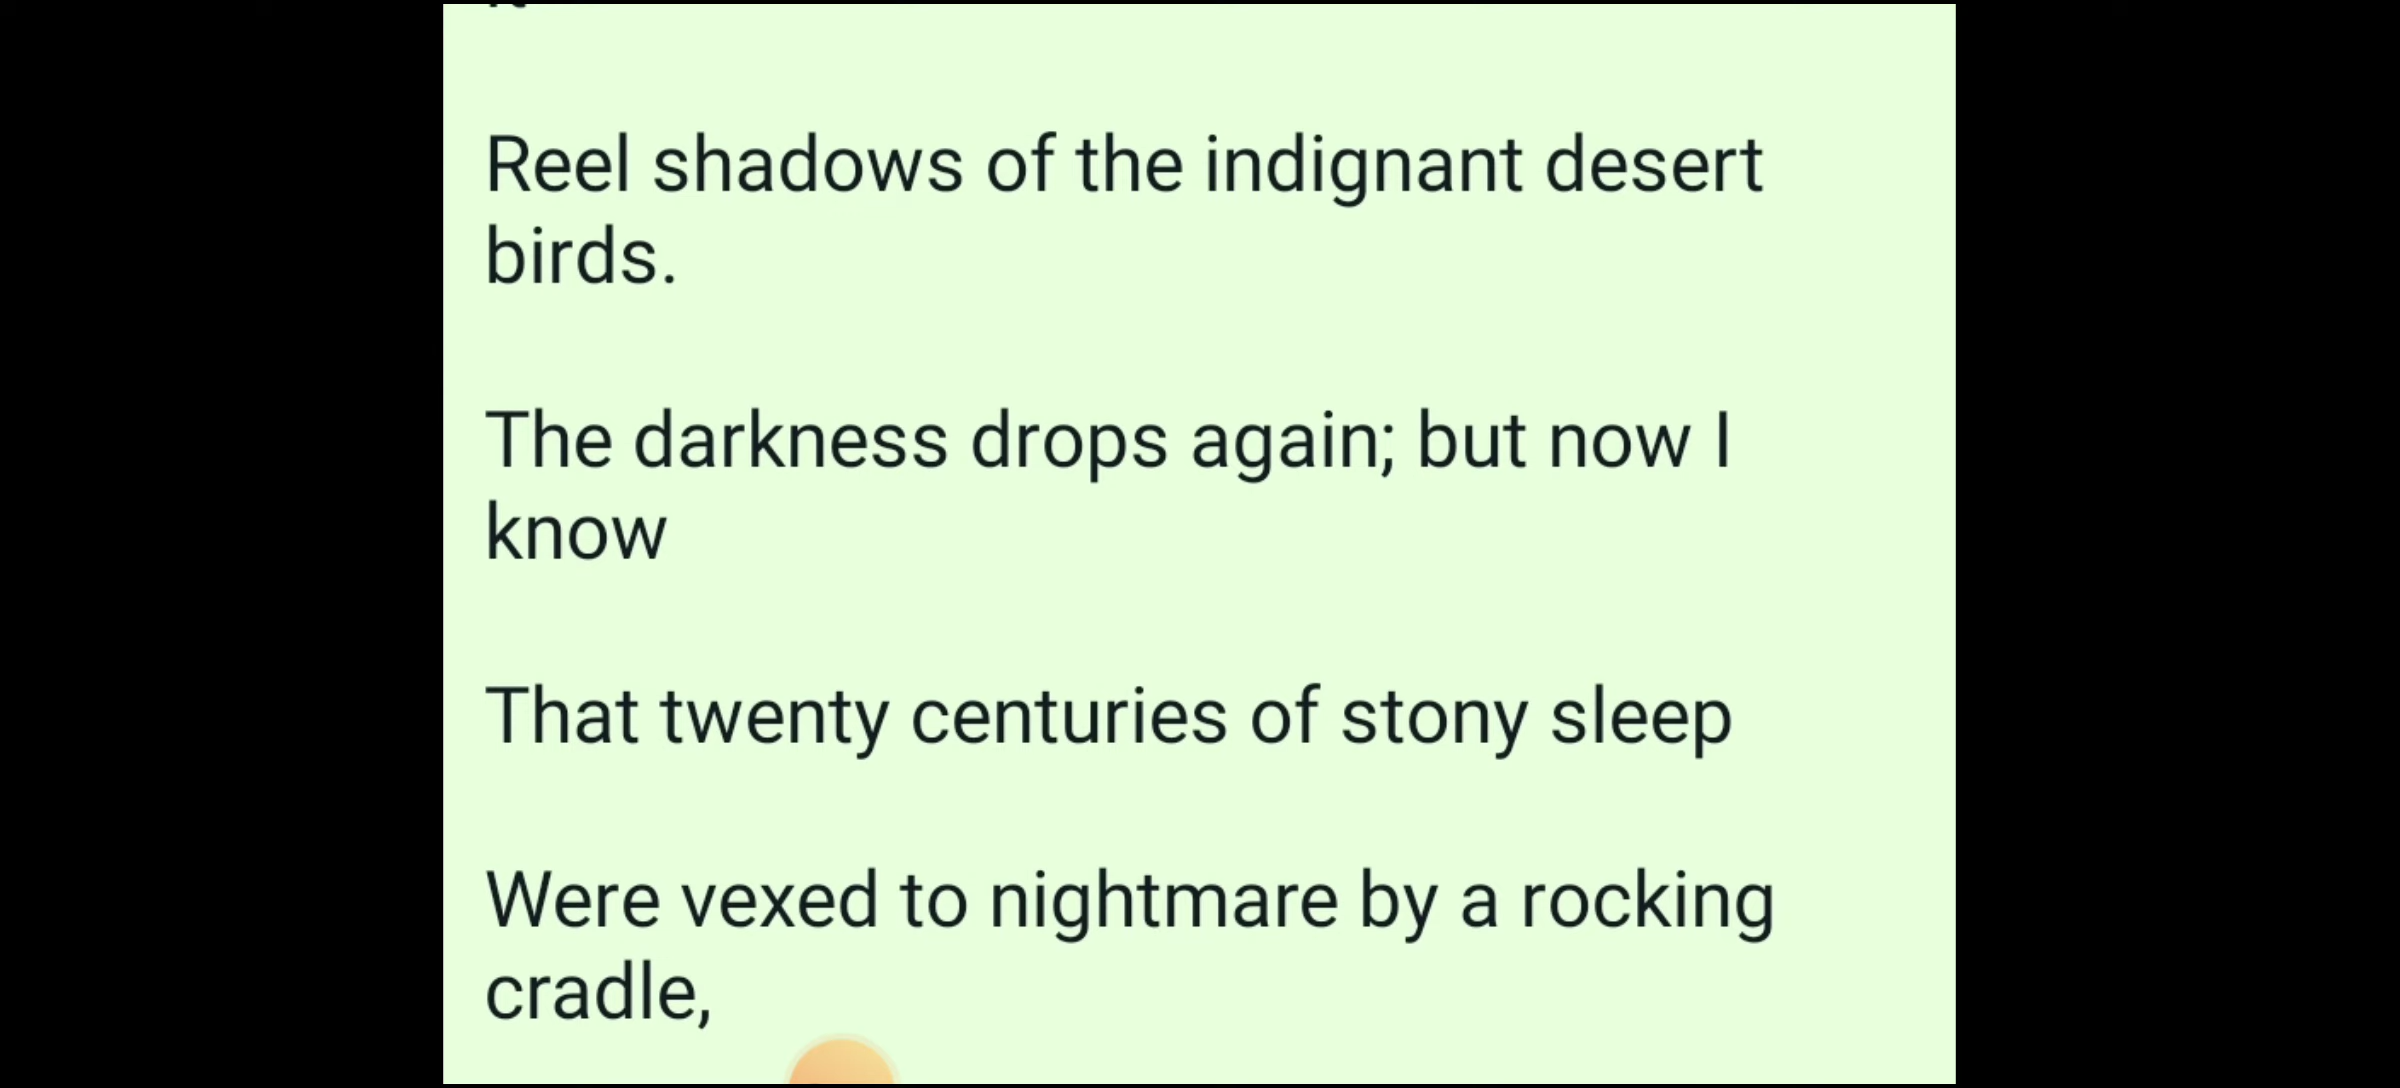 Reel shadows of the indignant desert
birds.
The darkness drops again; but now I
know
That twenty centuries of stony sleep
Were vexed to nightmare by a rocking
cradle,